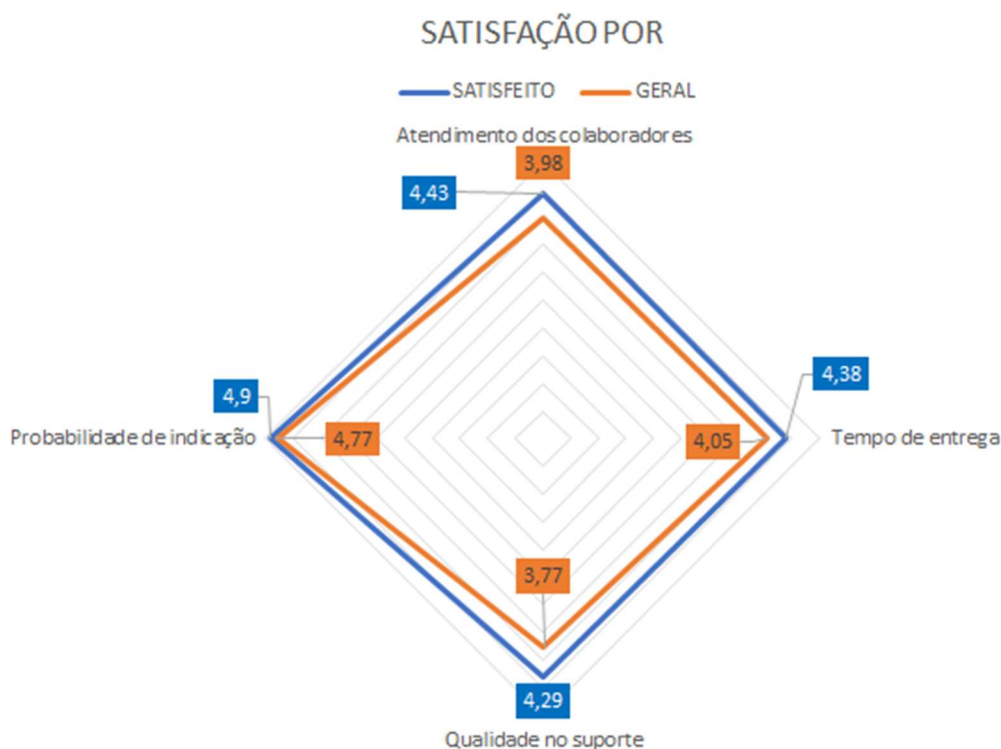 SATISFAÇÃO POR
SATISFEITO GERAL
Atendimento dos colaboradores
3,98
4,43
4,38
4,9
Probabilidade de indicação
4,77
4,05
Tempo de entrega
3,77
4,29
Qualidade no suporte